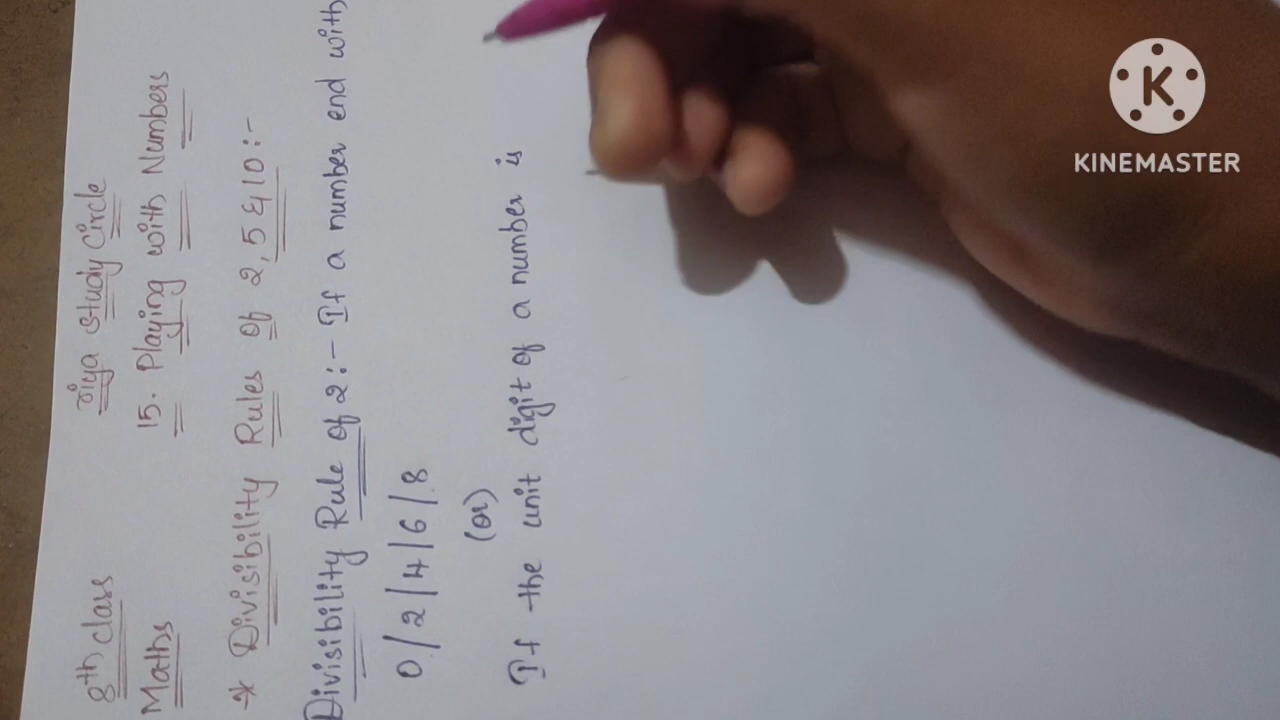 8th class
riya study Circle
Maths
15. Playing with Numbers
* Divisibility Rules of 2, 5 & 10:-
Divisibility Rule of 2:- If a number end with
0/2/4/6/8
(or)
If the unit digit of a number is
K
KINEMASTER